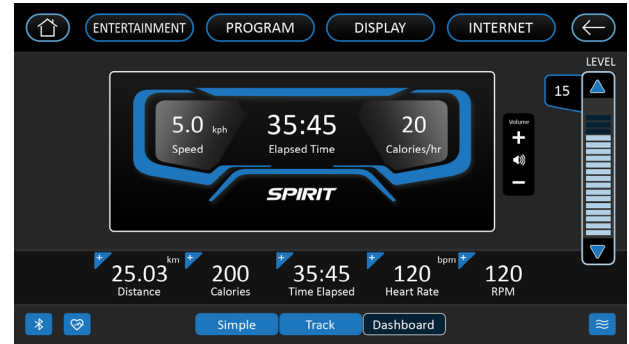 ENTERTAINMENT PROGRAM DISPLAY INTERNET
LEVEL
15
5.0 kph 35:45 20
Speed Elapsed Time Calories/hr
Volume
+
−
SPIRIT
+ km + + + bpm +
25.03 200 35:45 120 120
Distance Calories Time Elapsed Heart Rate RPM
Simple Track Dashboard